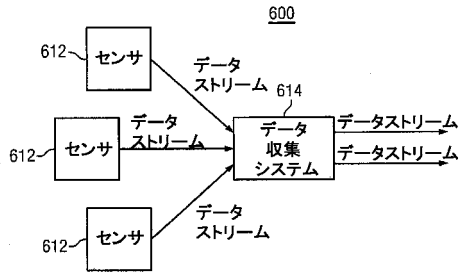 600
612
センサ
データ
ストリーム
614
データ
ストリーム
612
センサ
データ
収集
システム
データストリーム
データストリーム
612
センサ
データ
ストリーム